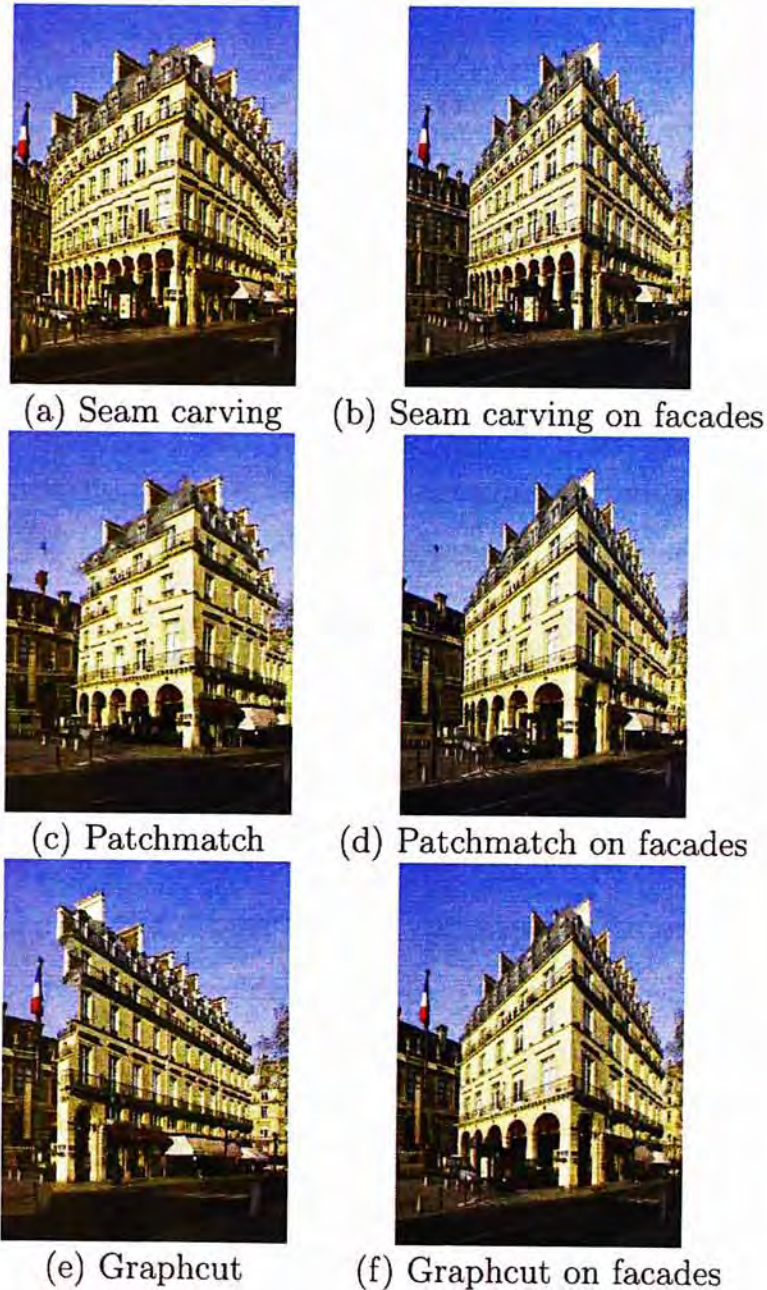 (a) Seam carving
(b) Seam carving on facades
(c) Patchmatch
(d) Patchmatch on facades
(e) Graphcut
(f) Graphcut on facades